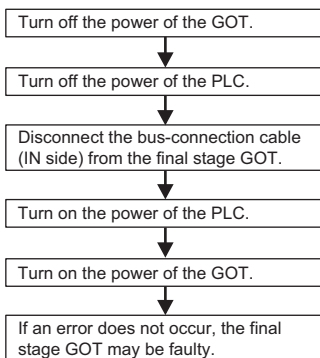 Turn off the power of the GOT.
Turn off the power of the PLC.
Disconnect the bus-connection cable
(IN side) from the final stage GOT.
Turn on the power of the PLC.
Turn on the power of the GOT.
If an error does not occur, the final
stage GOT may be faulty.